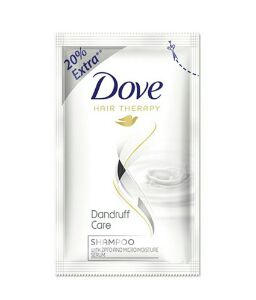 20%
Extra**
Dove
HAIR THERAPY
Dandruff
Care
SHAMPOO
WITH ZPTO AND MICRO MOISTURE
SERUM